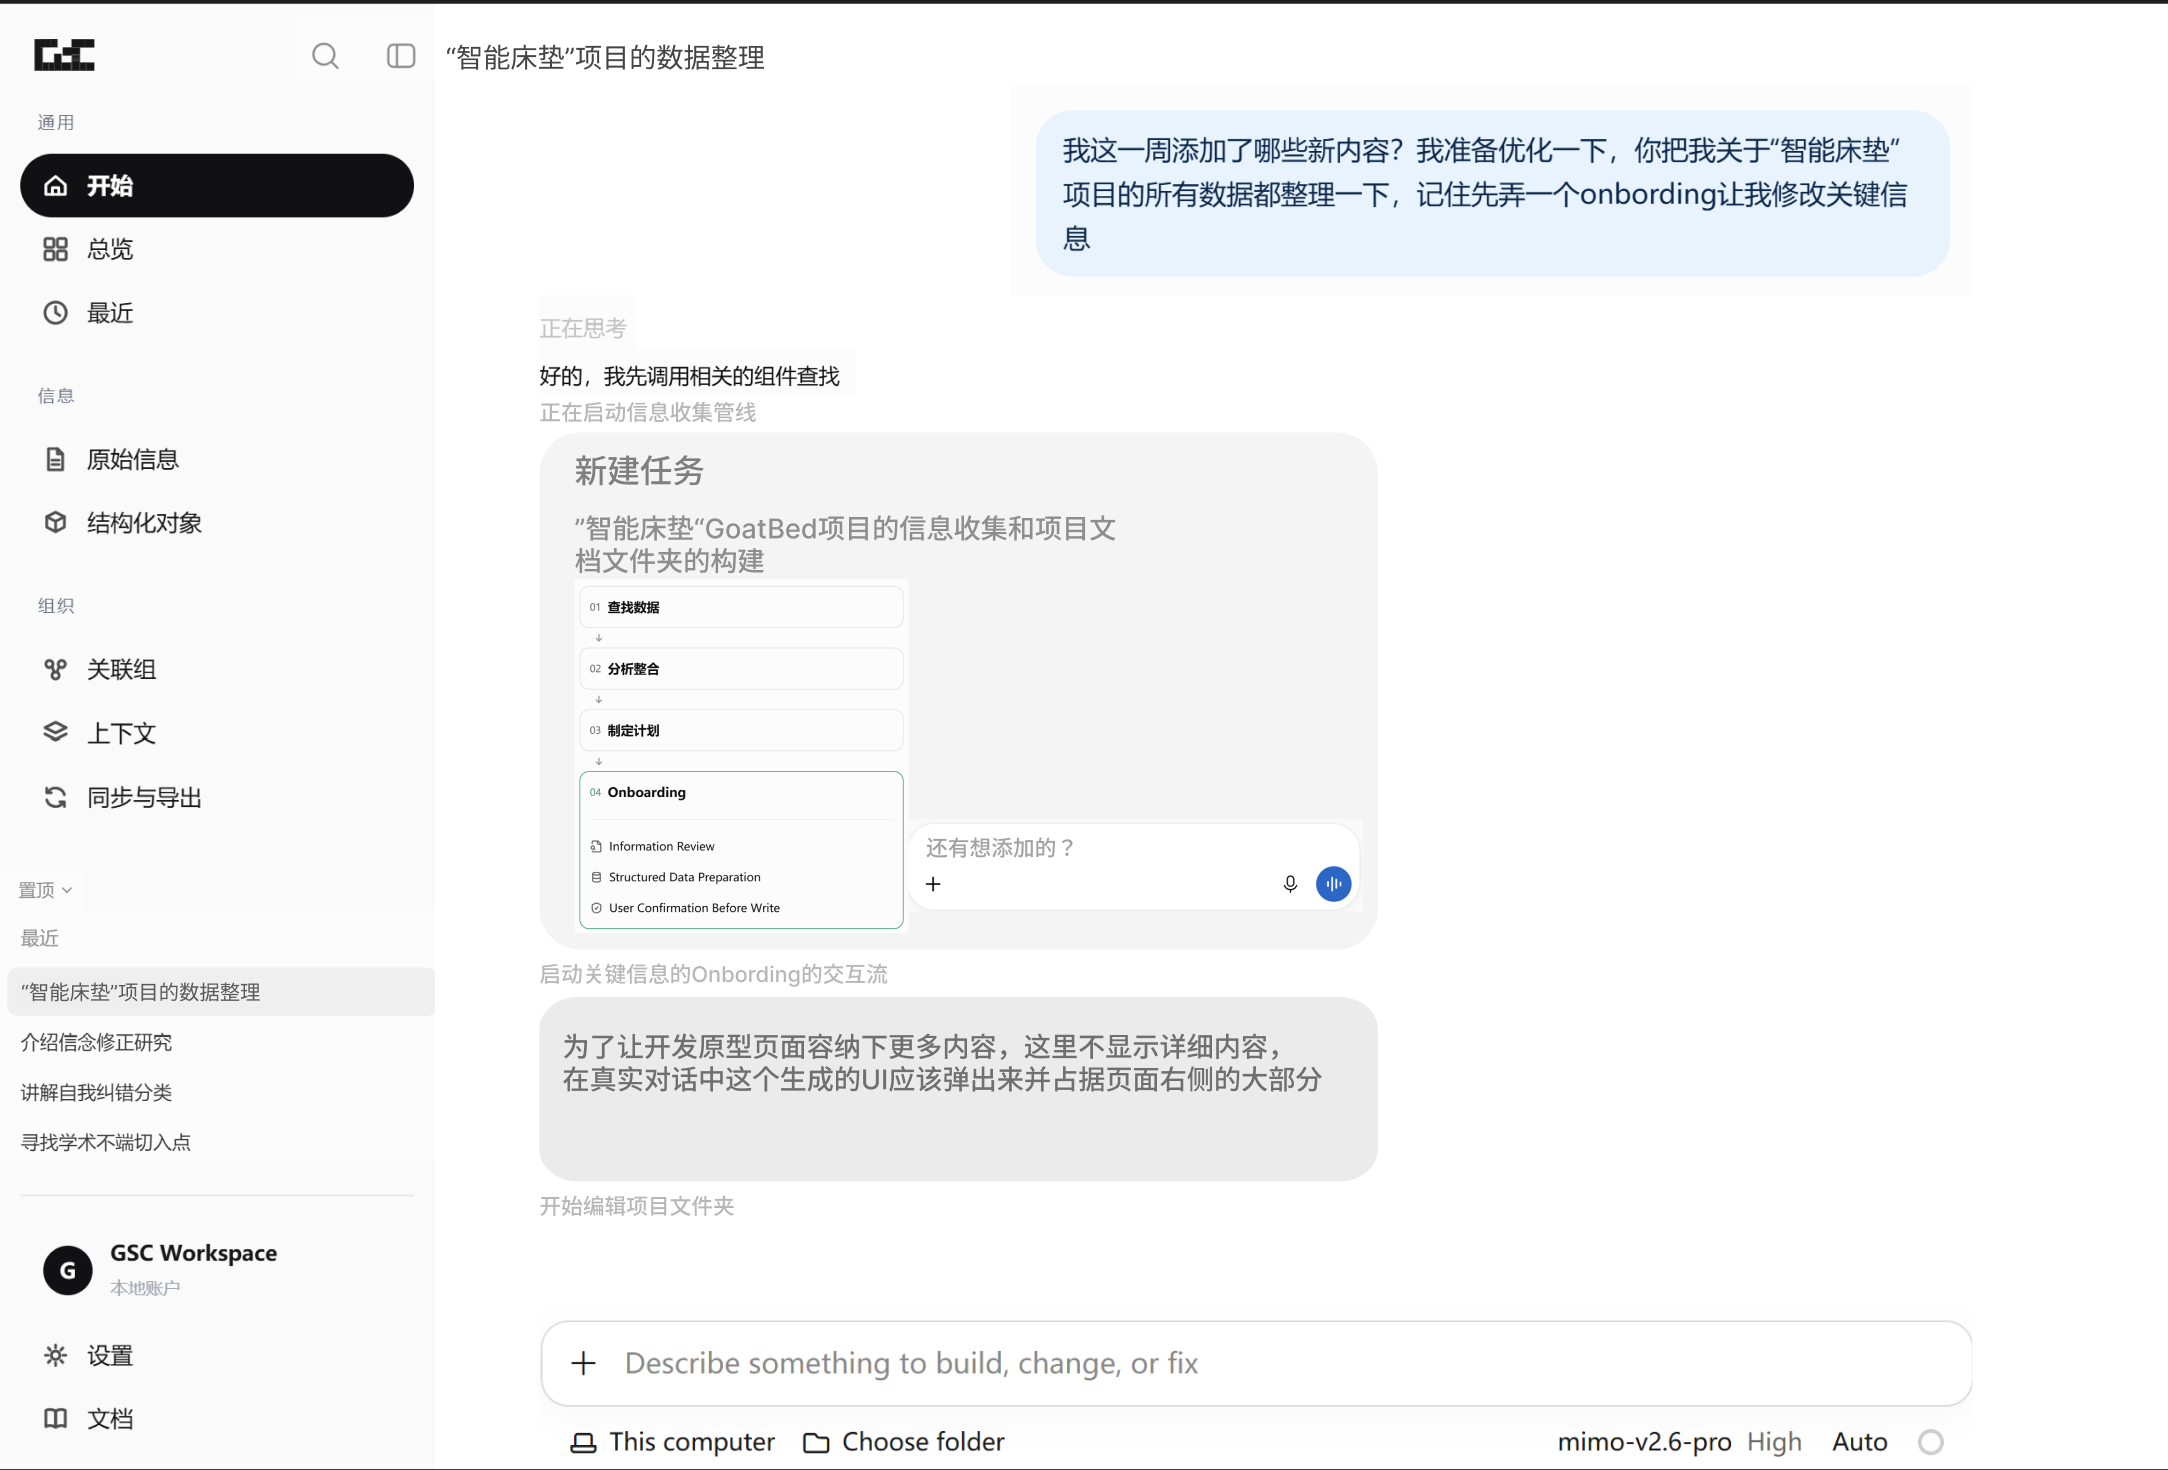 GSC
“智能床垫”项目的数据整理
通用
开始
总览
最近
信息
原始信息
结构化对象
组织
关联组
上下文
同步与导出
置顶
最近
“智能床垫”项目的数据整理
介绍信念修正研究
讲解自我纠错分类
寻找学术不端切入点
G
GSC Workspace
本地账户
设置
文档
我这一周添加了哪些新内容？我准备优化一下，你把我关于“智能床垫”
项目的所有数据都整理一下，记住先弄一个onbording让我修改关键信
息
正在思考
好的，我先调用相关的组件查找
正在启动信息收集管线
新建任务
”智能床垫“GoatBed项目的信息收集和项目文
档文件夹的构建
01 查找数据
02 分析整合
03 制定计划
04 Onboarding
Information Review
Structured Data Preparation
User Confirmation Before Write
还有想添加的？
启动关键信息的Onbording的交互流
为了让开发原型页面容纳下更多内容，这里不显示详细内容，
在真实对话中这个生成的UI应该弹出来并占据页面右侧的大部分
开始编辑项目文件夹
Describe something to build, change, or fix
This computer
Choose folder
mimo-v2.6-pro High
Auto